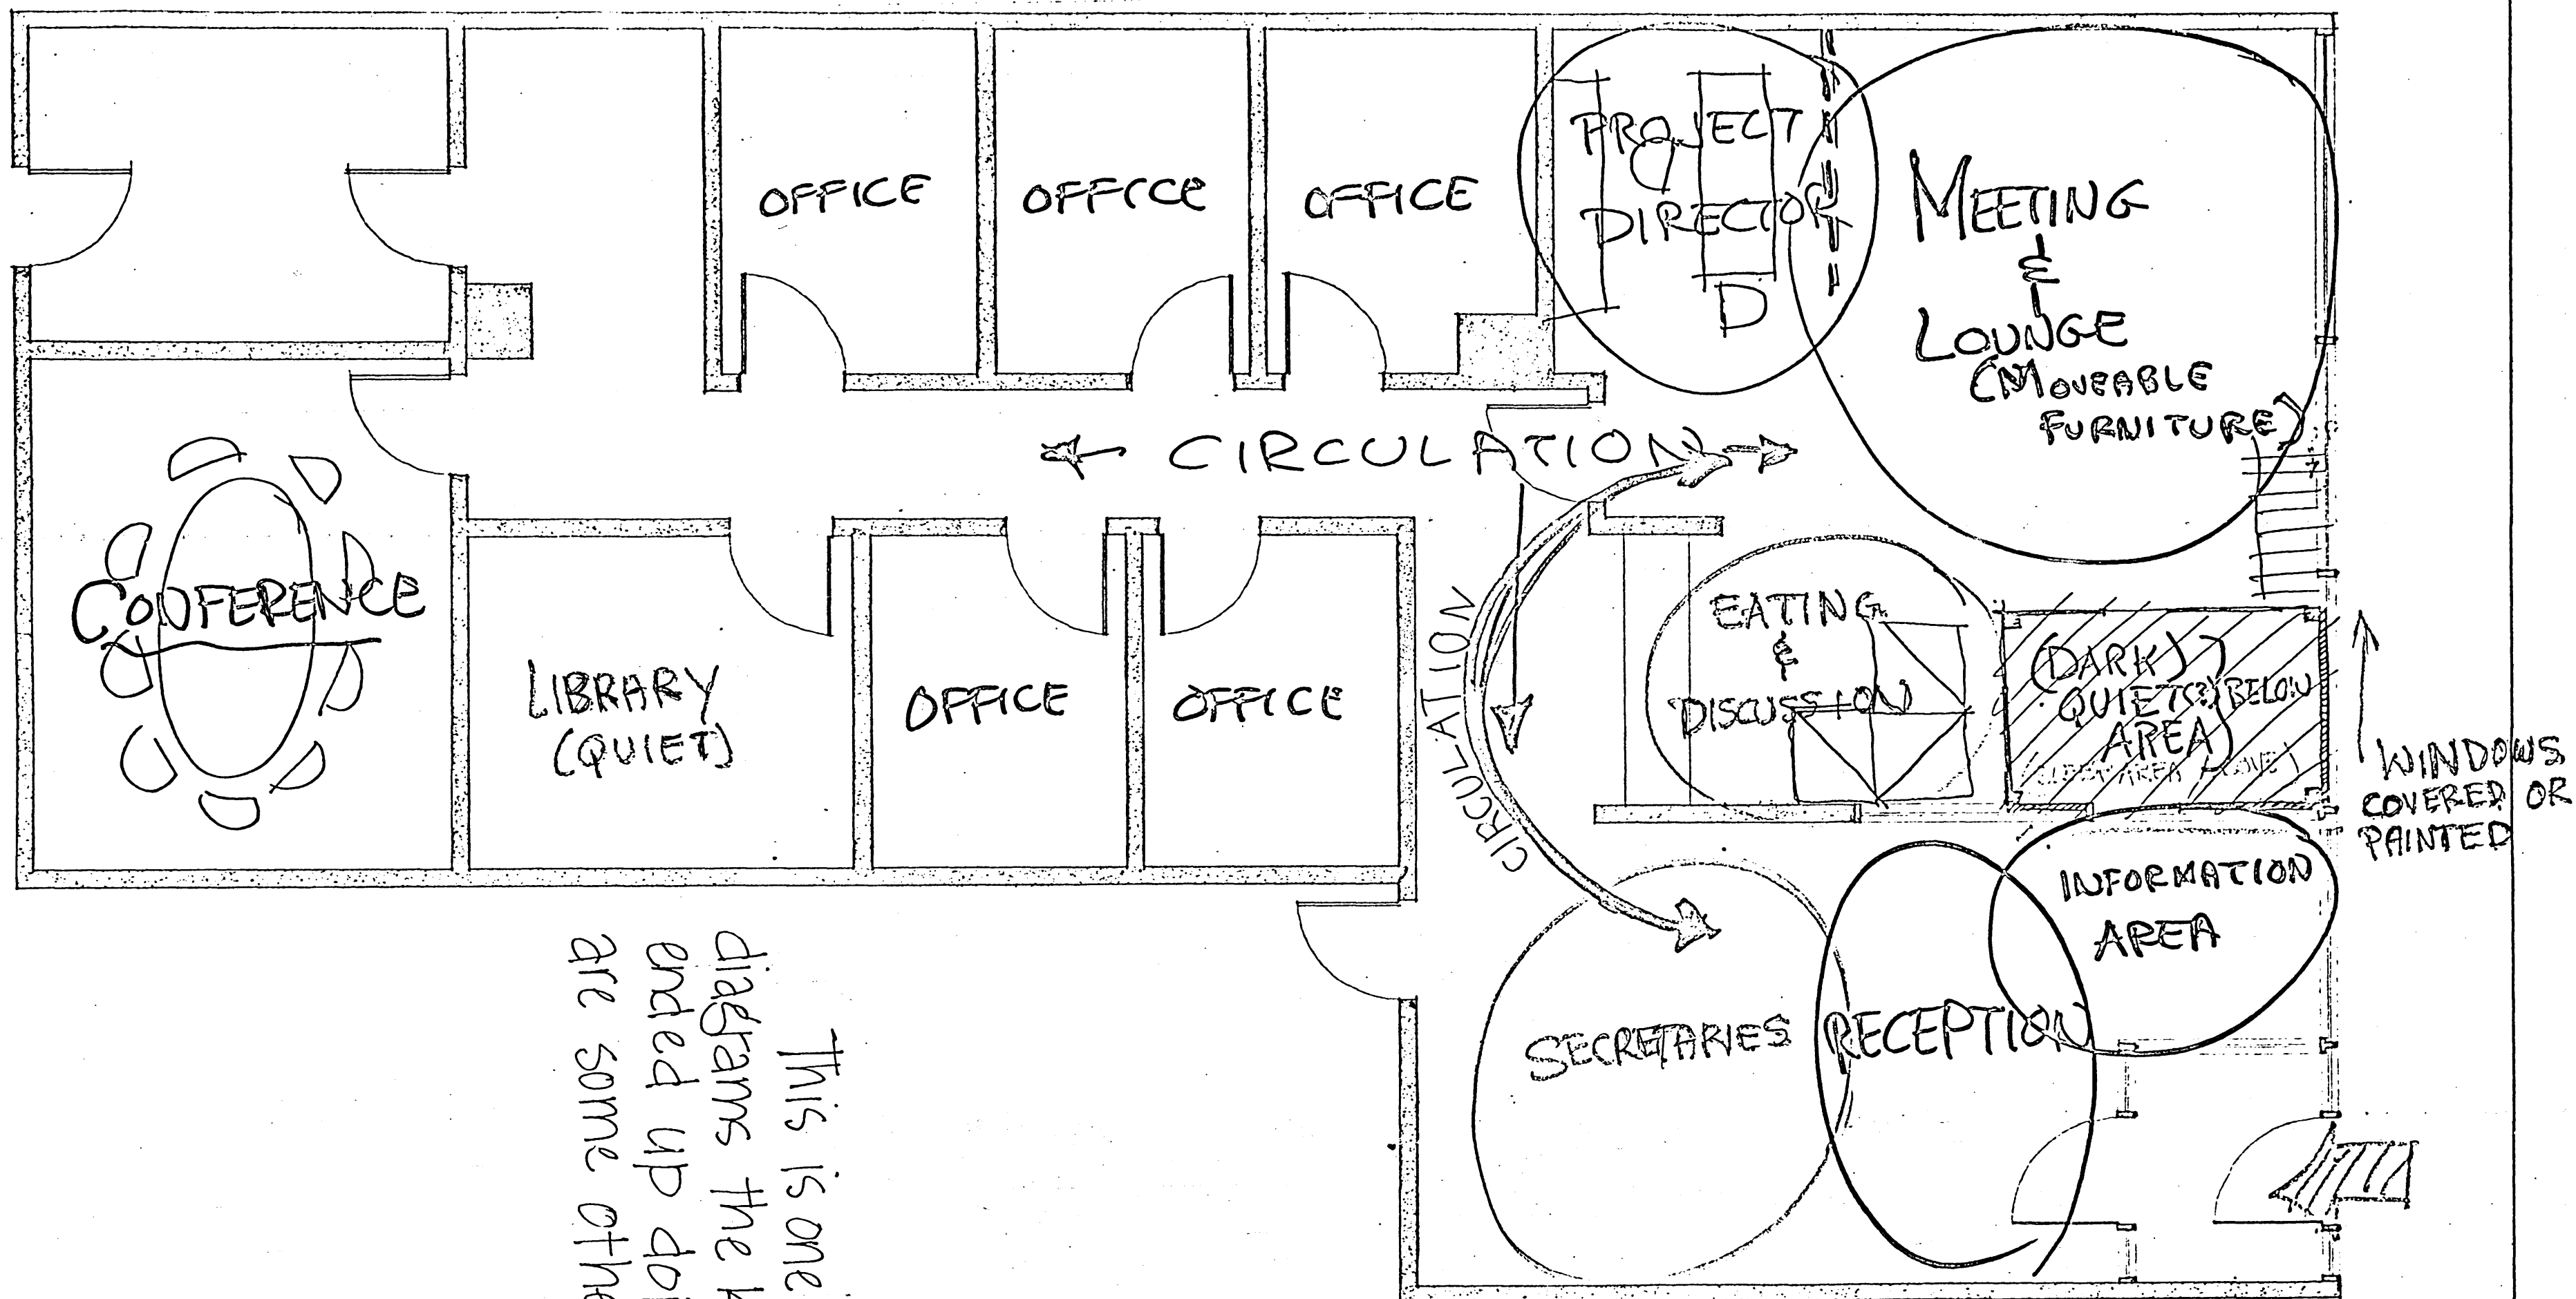 OFFICE
OFFICE
OFFICE
PROJECT
DIRECTOR
D
MEETING
&
LOUNGE
(MOVEABLE
FURNITURE)
← CIRCULATION →
CONFERENCE
LIBRARY
(QUIET)
OFFICE
OFFICE
CIRCULATION
EATING
&
DISCUSSION
(DARK)
QUIET BELOW
AREA)
WINDOWS
COVERED OR
PAINTED
INFORMATION
AREA
SECRETARIES
RECEPTION
This is one
diagrams the
ended up
are some